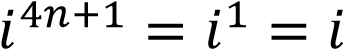 i^{4n+1} = i^1 = i